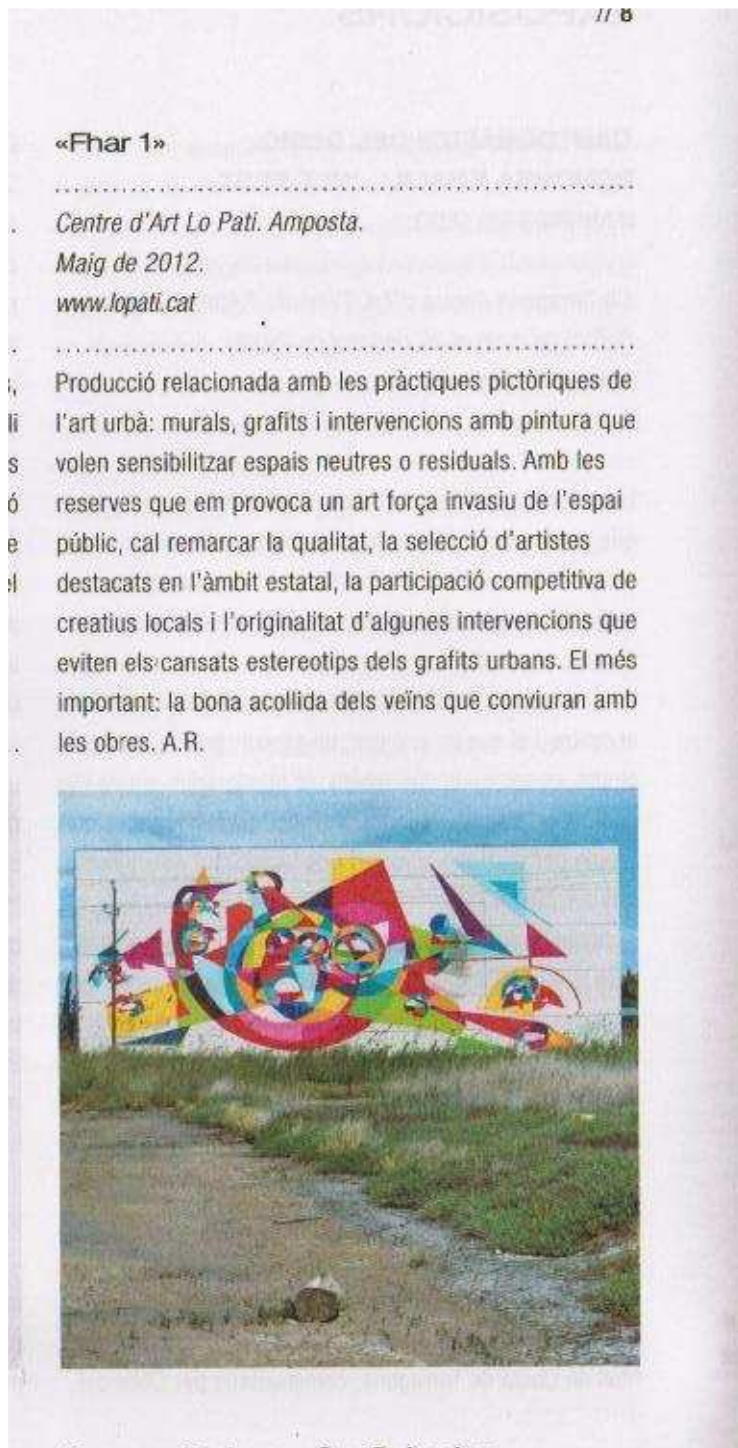 // 8
«Fhar 1»
Centre d'Art Lo Pati. Amposta.
Maig de 2012.
www.lopati.cat
Producció relacionada amb les pràctiques pictòriques de
l'art urbà: murals, grafits i intervencions amb pintura que
volen sensibilitzar espais neutres o residuals. Amb les
reserves que em provoca un art força invasiu de l'espai
públic, cal remarcar la qualitat, la selecció d'artistes
destacats en l'àmbit estatal, la participació competitiva de
creatius locals i l'originalitat d'algunes intervencions que
eviten els cansats estereotips dels grafits urbans. El més
important: la bona acollida dels veïns que conviuran amb
les obres. A.R.